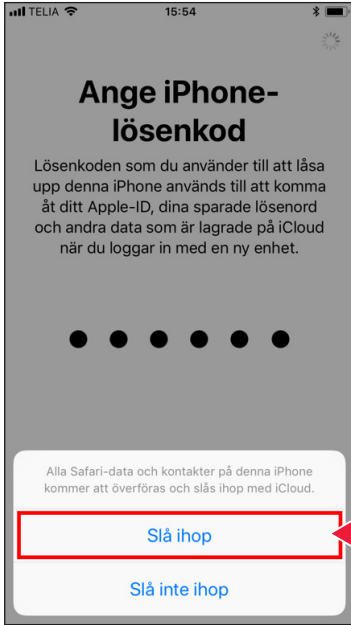 TELIA 15:54
Ange iPhone-
lösenkod
Lösenkoden som du använder till att låsa
upp denna iPhone används till att komma
åt ditt Apple-ID, dina sparade lösenord
och andra data som är lagrade på iCloud
när du loggar in med en ny enhet.
Alla Safari-data och kontakter på denna iPhone
kommer att överföras och slås ihop med iCloud.
Slå ihop
Slå inte ihop